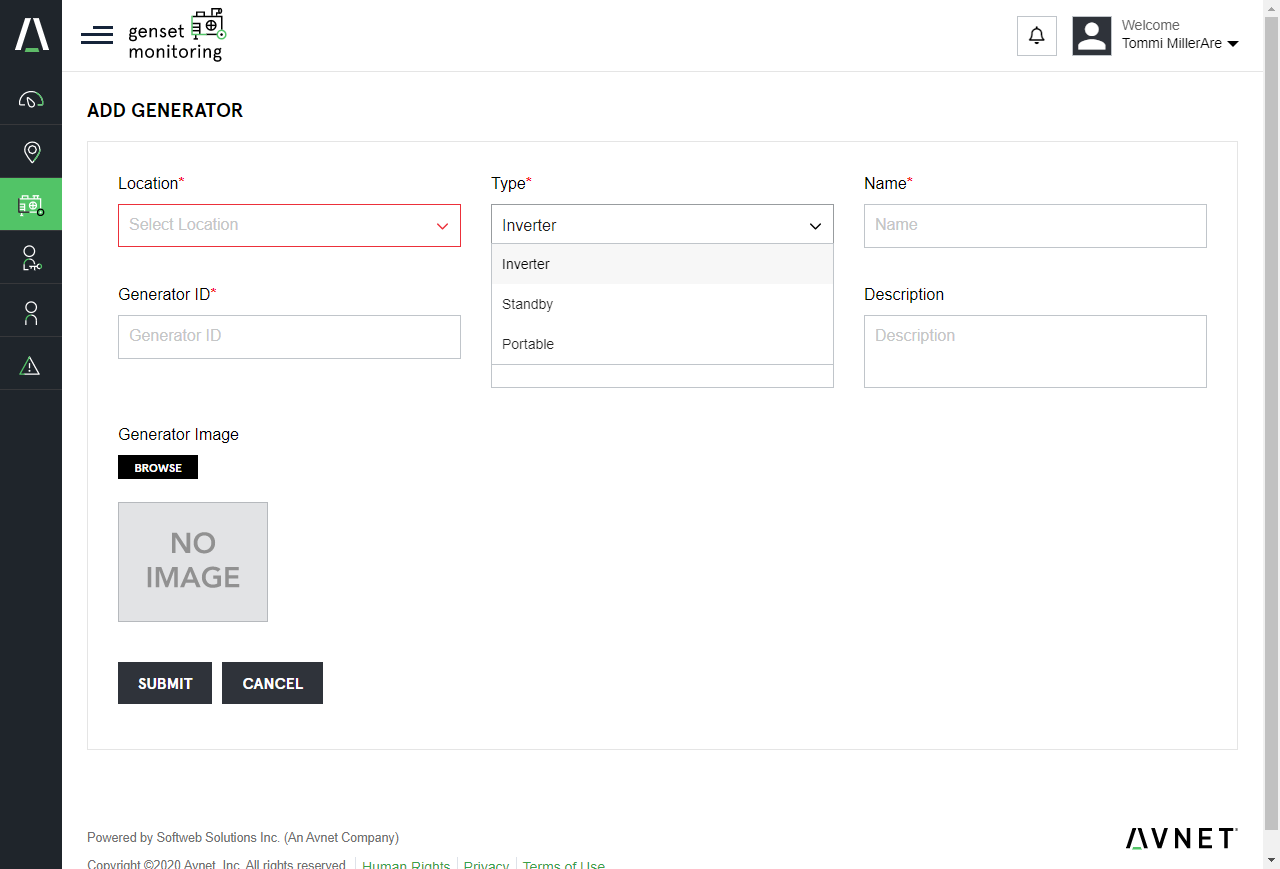 genset
monitoring
Welcome
Tommi MillerAre
ADD GENERATOR
Location*
Type*
Name*
Select Location
Inverter
Name
Inverter
Standby
Portable
Generator ID*
Description
Generator ID
Description
Generator Image
BROWSE
NO
IMAGE
SUBMIT
CANCEL
Powered by Softweb Solutions Inc. (An Avnet Company)
AVNET
Copyright ©2020 Avnet, Inc. All rights reserved. Human Rights Privacy Terms of Use